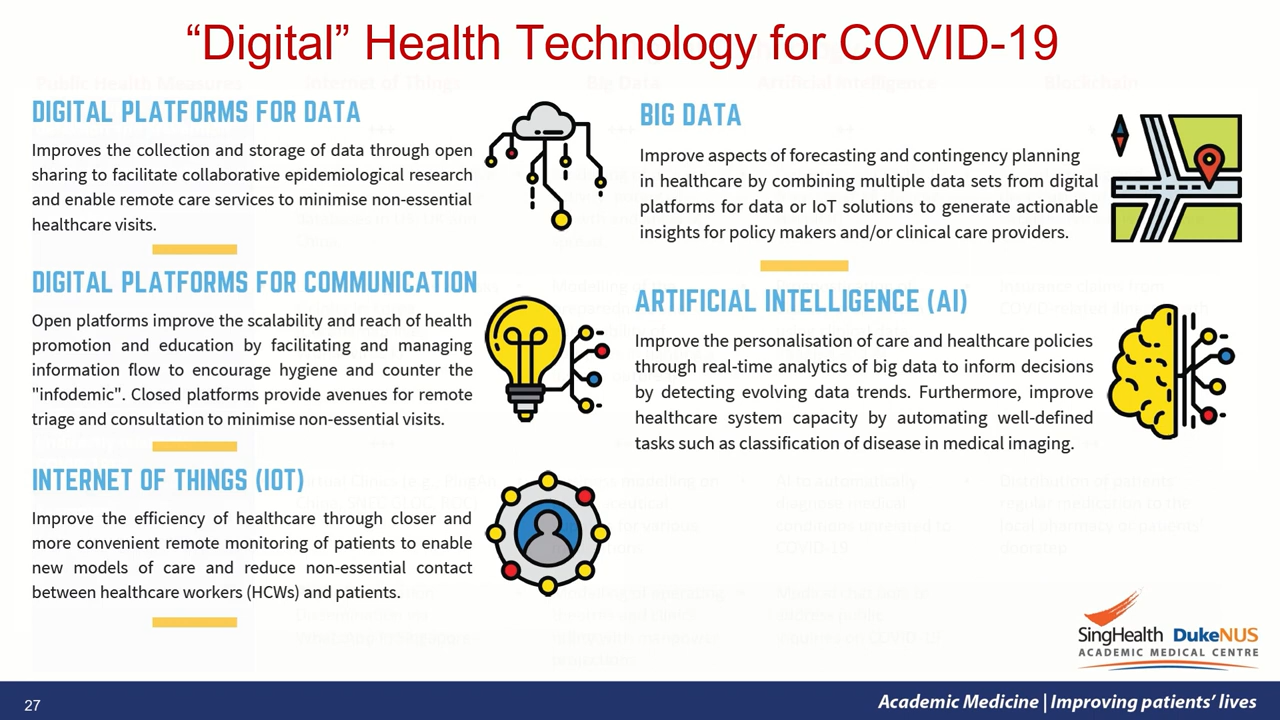 “Digital” Health Technology for COVID-19
DIGITAL PLATFORMS FOR DATA
Improves the collection and storage of data through open
sharing to facilitate collaborative epidemiological research
and enable remote care services to minimise non-essential
healthcare visits.
DIGITAL PLATFORMS FOR COMMUNICATION
Open platforms improve the scalability and reach of health
promotion and education by facilitating and managing
information flow to encourage hygiene and counter the
"infodemic". Closed platforms provide avenues for remote
triage and consultation to minimise non-essential visits.
INTERNET OF THINGS (IOT)
Improve the efficiency of healthcare through closer and
more convenient remote monitoring of patients to enable
new models of care and reduce non-essential contact
between healthcare workers (HCWs) and patients.
BIG DATA
Improve aspects of forecasting and contingency planning
in healthcare by combining multiple data sets from digital
platforms for data or IoT solutions to generate actionable
insights for policy makers and/or clinical care providers.
ARTIFICIAL INTELLIGENCE (AI)
Improve the personalisation of care and healthcare policies
through real-time analytics of big data to inform decisions
by detecting evolving data trends. Furthermore, improve
healthcare system capacity by automating well-defined
tasks such as classification of disease in medical imaging.
SingHealth DukeNUS
ACADEMIC MEDICAL CENTRE
27
Academic Medicine | Improving patients’ lives